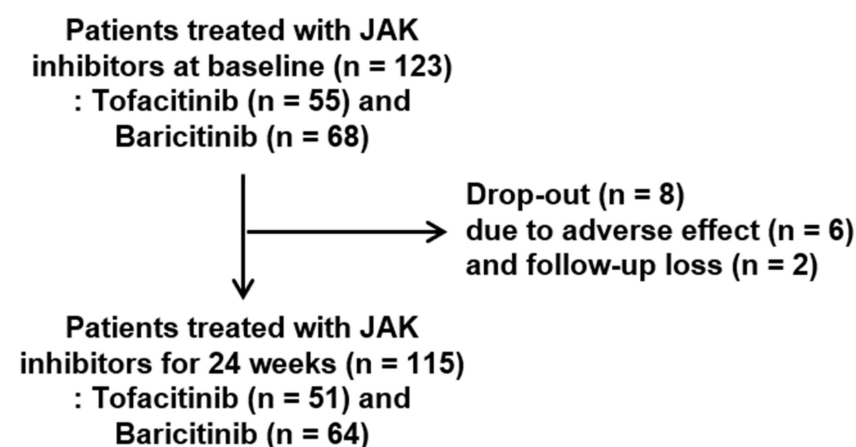 Patients treated with JAK
inhibitors at baseline (n = 123)
: Tofacitinib (n = 55) and
Baricitinib (n = 68)
Drop-out (n = 8)
due to adverse effect (n = 6)
and follow-up loss (n = 2)
Patients treated with JAK
inhibitors for 24 weeks (n = 115)
: Tofacitinib (n = 51) and
Baricitinib (n = 64)